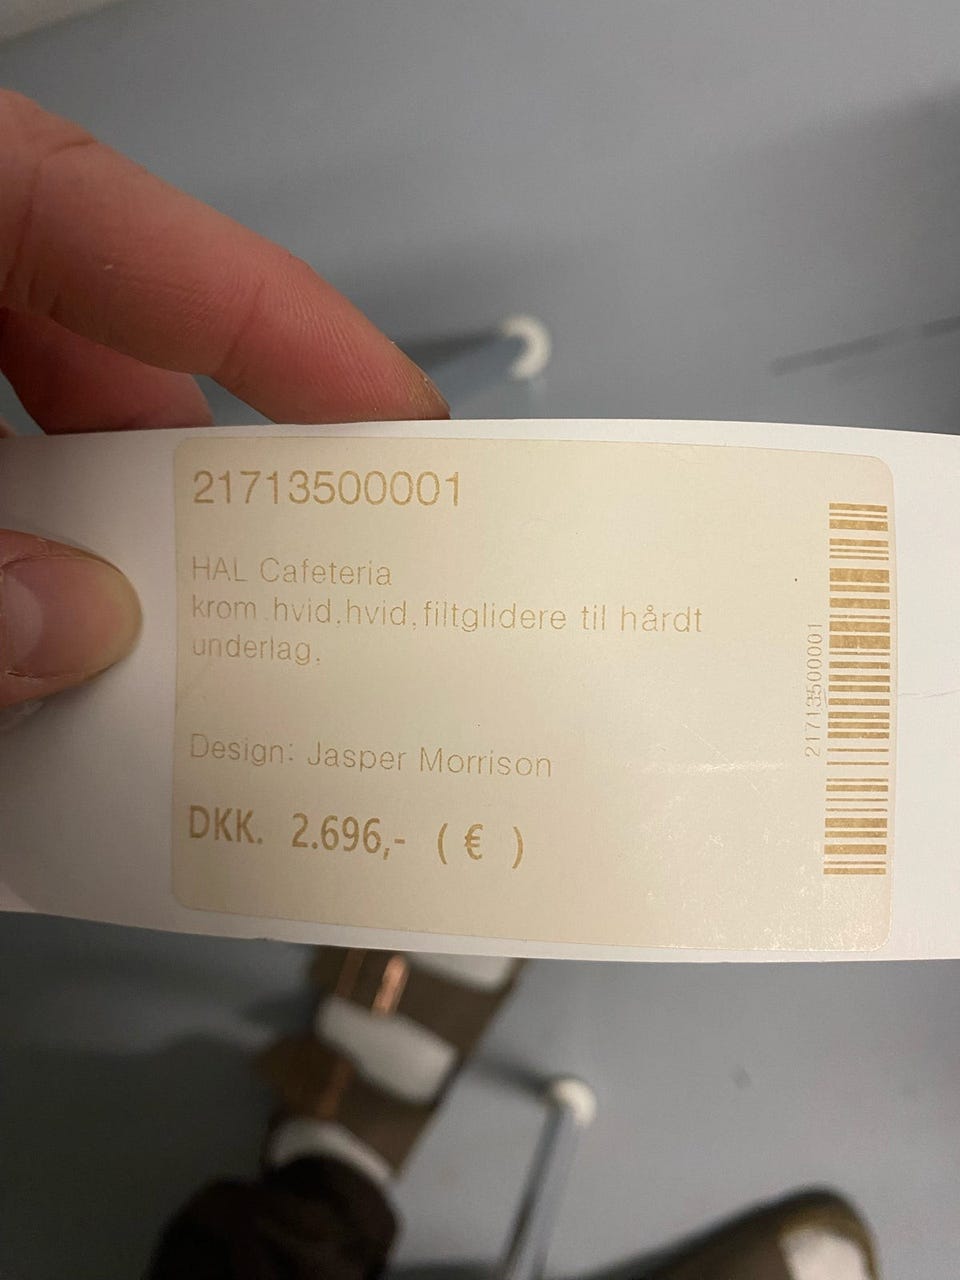 21713500001
HAL Cafeteria
krom.hvid,hvid,filtglidere til hårdt
underlag,
Design: Jasper Morrison
DKK. 2.696,- ( € )
21713500001